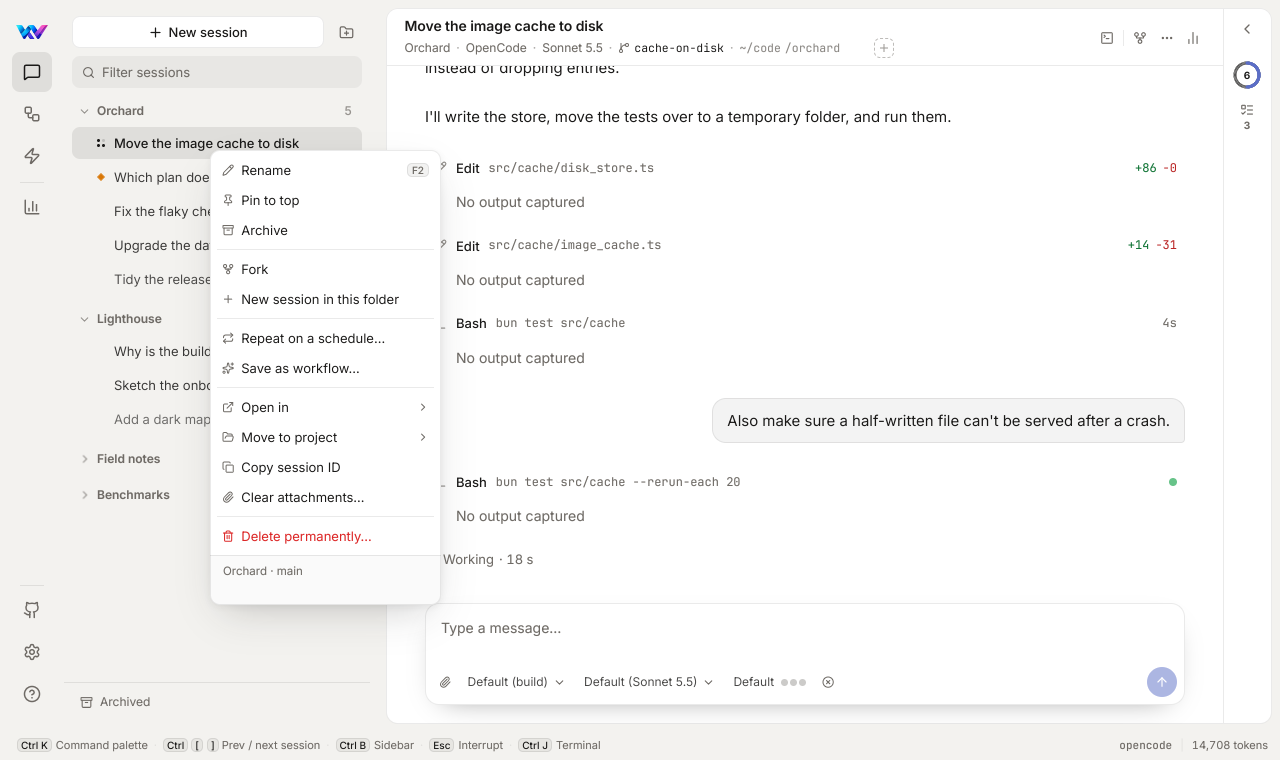 New session
Filter sessions
Orchard 5
Move the image cache to disk
Which plan doe
Fix the flaky che
Upgrade the da
Tidy the release
Lighthouse
Why is the build
Sketch the onbo
Add a dark map
Field notes
Benchmarks
Archived
Rename F2
Pin to top
Archive
Fork
New session in this folder
Repeat on a schedule...
Save as workflow...
Open in
Move to project
Copy session ID
Clear attachments...
Delete permanently...
Orchard · main
Move the image cache to disk
Orchard · OpenCode · Sonnet 5.5 · cache-on-disk · ~/code/orchard
instead of dropping entries.
I'll write the store, move the tests over to a temporary folder, and run them.
Edit src/cache/disk_store.ts +86 -0
No output captured
Edit src/cache/image_cache.ts +14 -31
No output captured
Bash bun test src/cache 4s
No output captured
Also make sure a half-written file can't be served after a crash.
Bash bun test src/cache --rerun-each 20
No output captured
Working · 18 s
Type a message...
Default (build) Default (Sonnet 5.5) Default
6
3
Ctrl K Command palette Ctrl [ ] Prev / next session Ctrl B Sidebar Esc Interrupt Ctrl J Terminal
opencode 14,708 tokens